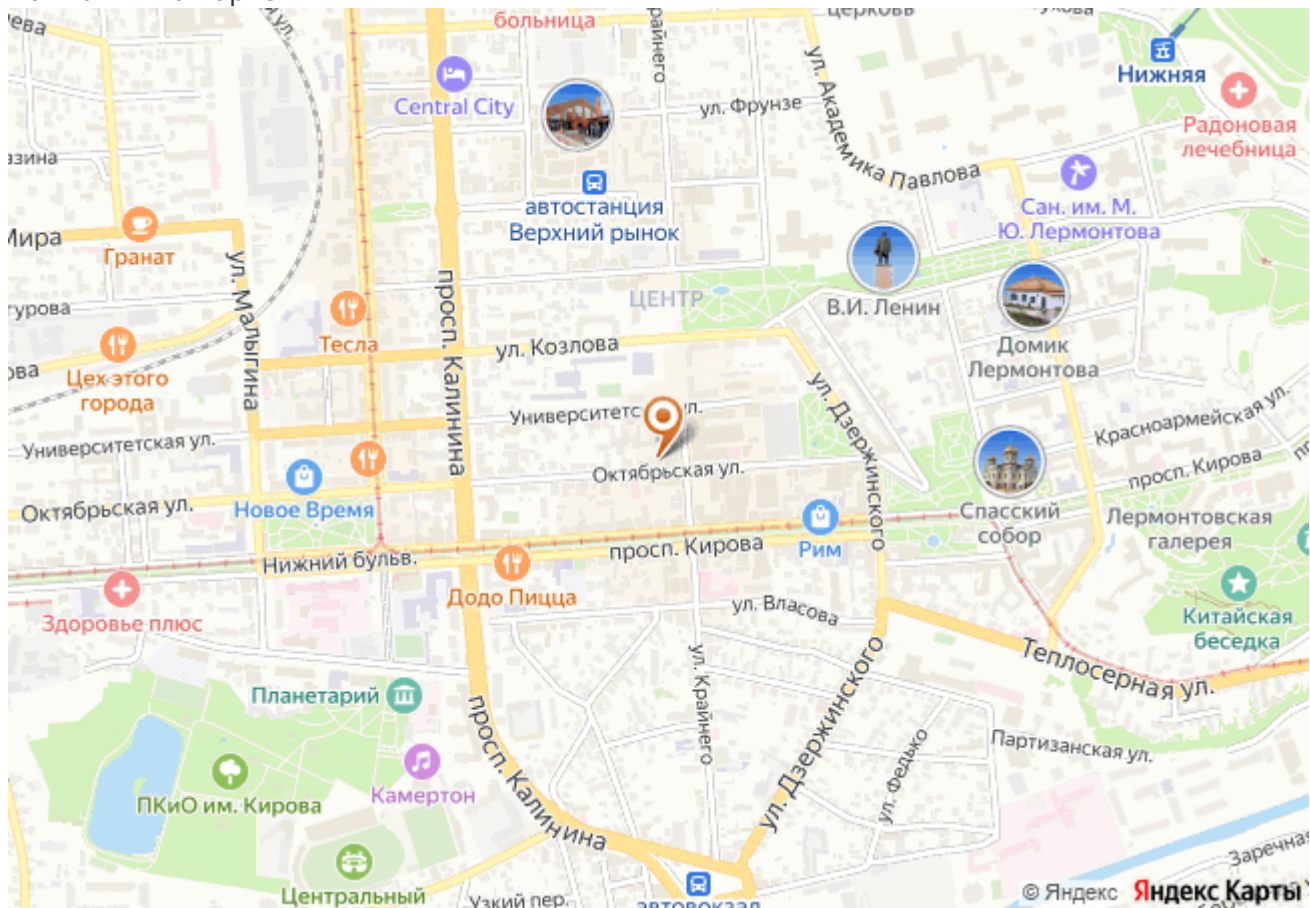 больница
Крайнего
Нижняя
Central City
ул. Фрунзе
ул. Академика Павлова
Радоновая
лечебница
автостанция
Верхний рынок
Сан. им. М.
Ю. Лермонтова
Мира
Гранат
ул. Малыгина
просп. Калинина
ЦЕНТР
В.И. Ленин
Тесла
ул. Козлова
Домик
Лермонтова
Цех этого
города
ул. Дзержинского
Красноармейская ул.
Университетская ул.
просп. Кирова
Октябрьская ул.
Октябрьская ул.
Новое Время
Спасский
собор
Лермонтовская
галерея
Нижний бульв.
просп. Кирова
Рим
Додо Пицца
ул. Власова
Здоровье плюс
Китайская
беседка
Теплосерная ул.
ул. Крайнего
Планетарий
просп. Калинина
ул. Дзержинского
ул. Федько
Партизанская ул.
Камертон
ПКиО им. Кирова
Центральный
Узкий пер.
автовокзал
© Яндекс Яндекс Карты